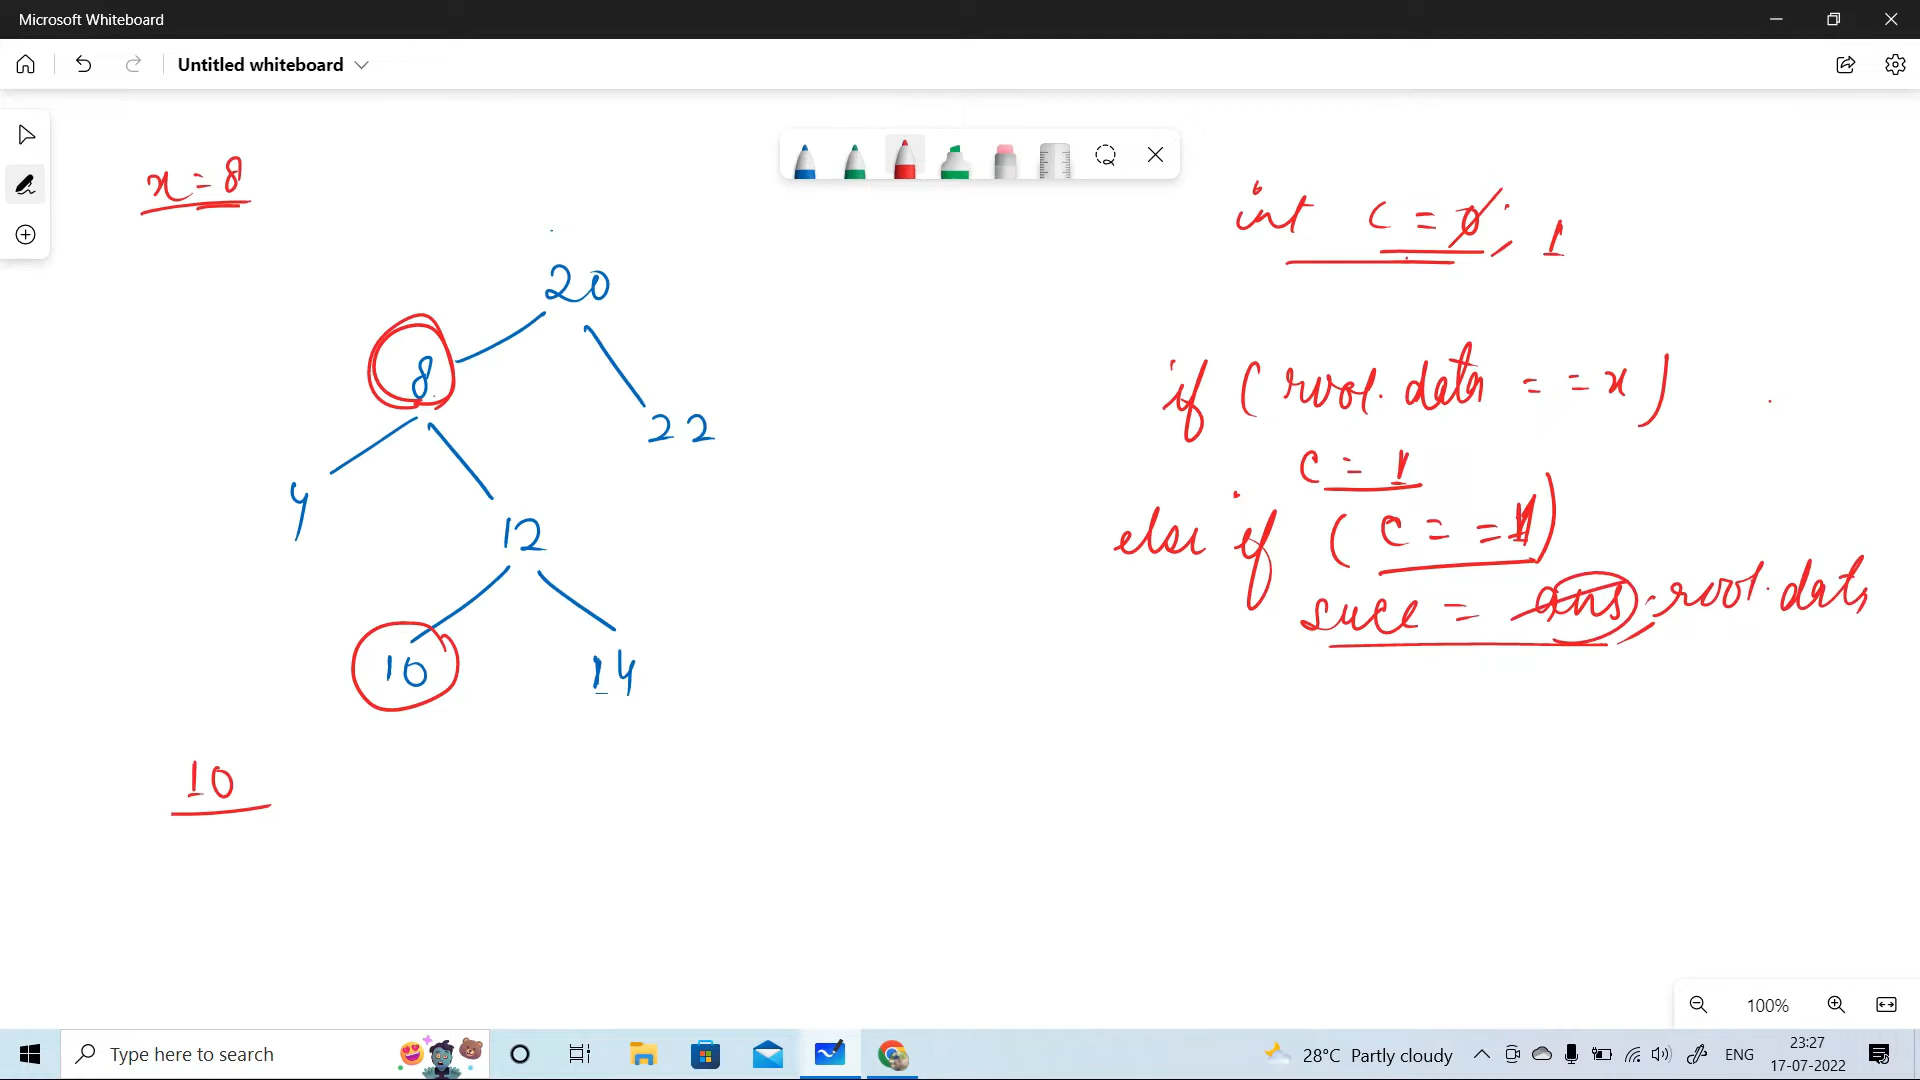 Microsoft Whiteboard
Untitled whiteboard
x = 8
int c = 0; 1
20
8
if (root.data == x)
22
c = 1
4
12
else if (c == 1)
succ = ans; root.data
10
14
10
100%
Type here to search
28°C Partly cloudy
ENG
23:27
17-07-2022